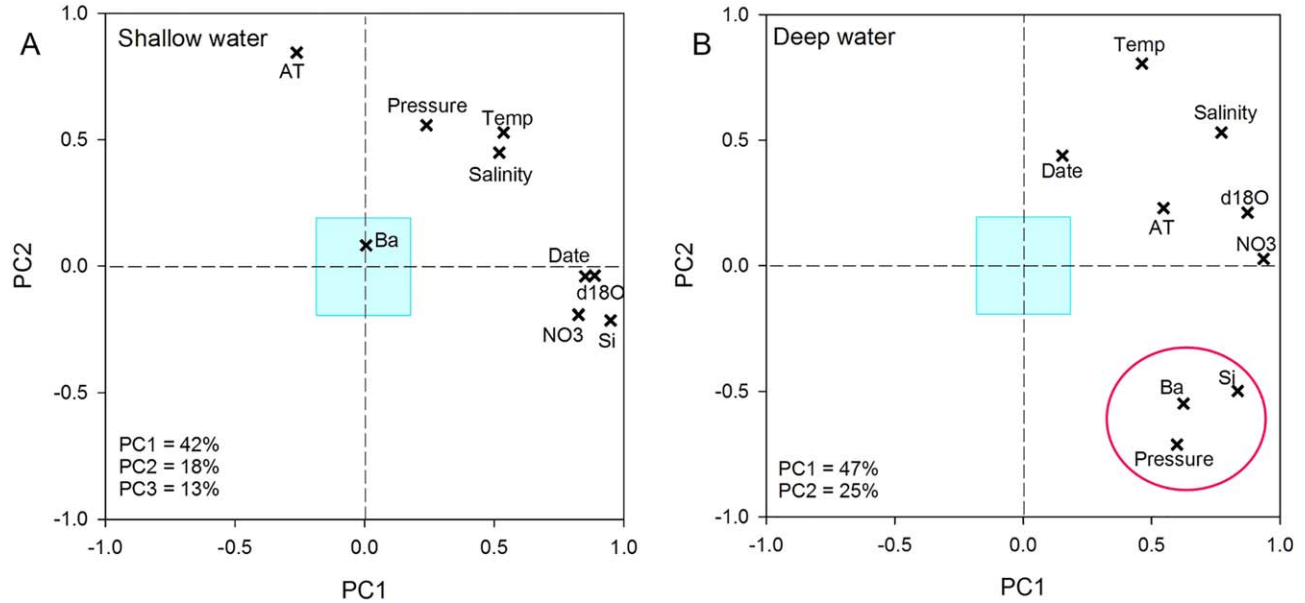 A
Shallow water
1.0
0.5
0.0
-0.5
-1.0
PC2
AT
Pressure
Temp
Salinity
Ba
Date
d18O
NO3
Si
PC1 = 42%
PC2 = 18%
PC3 = 13%
-1.0
-0.5
0.0
0.5
1.0
PC1
B
Deep water
1.0
0.5
0.0
-0.5
-1.0
PC2
Temp
Salinity
Date
d18O
AT
NO3
Si
Ba
Pressure
PC1 = 47%
PC2 = 25%
-1.0
-0.5
0.0
0.5
1.0
PC1